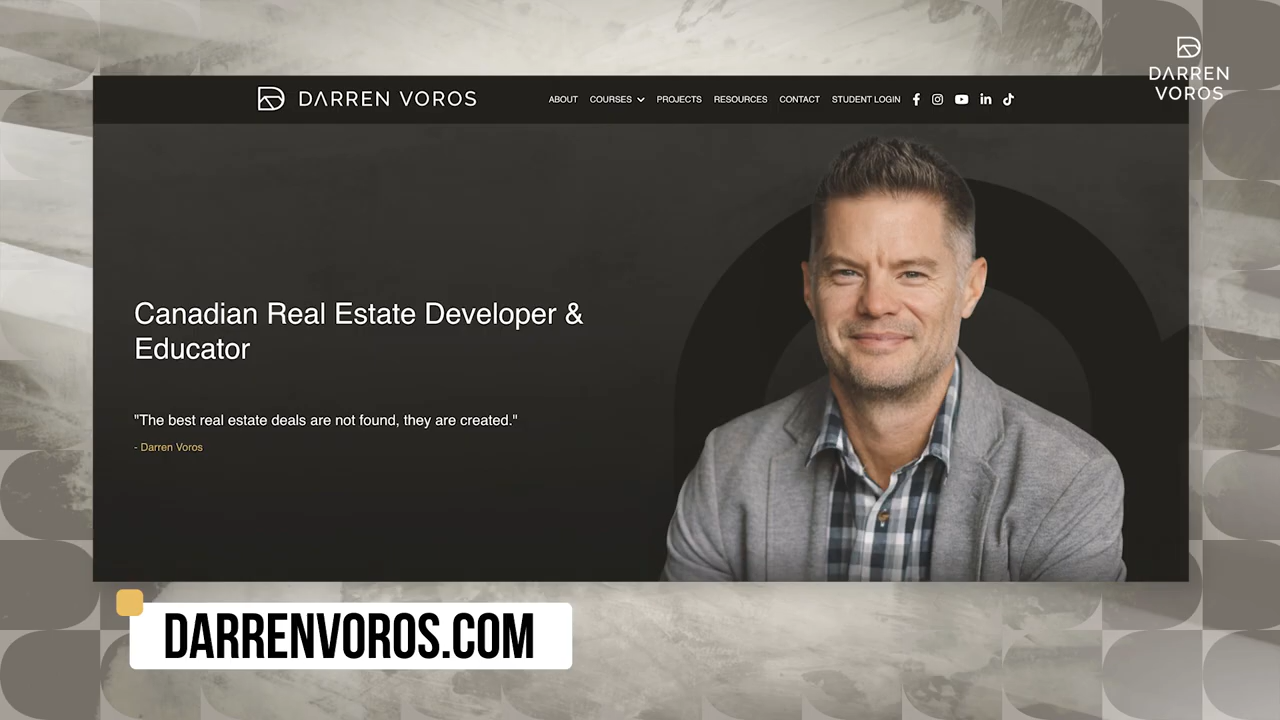 DARREN VOROS
DARREN VOROS
ABOUT COURSES PROJECTS RESOURCES CONTACT STUDENT LOGIN
Canadian Real Estate Developer &
Educator
"The best real estate deals are not found, they are created."
- Darren Voros
DARRENVOROS.COM